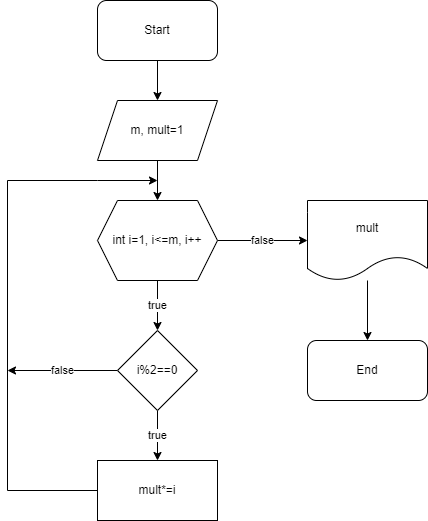 Start
m, mult=1
int i=1, i<=m, i++
false
mult
true
i%2==0
false
End
true
mult*=i